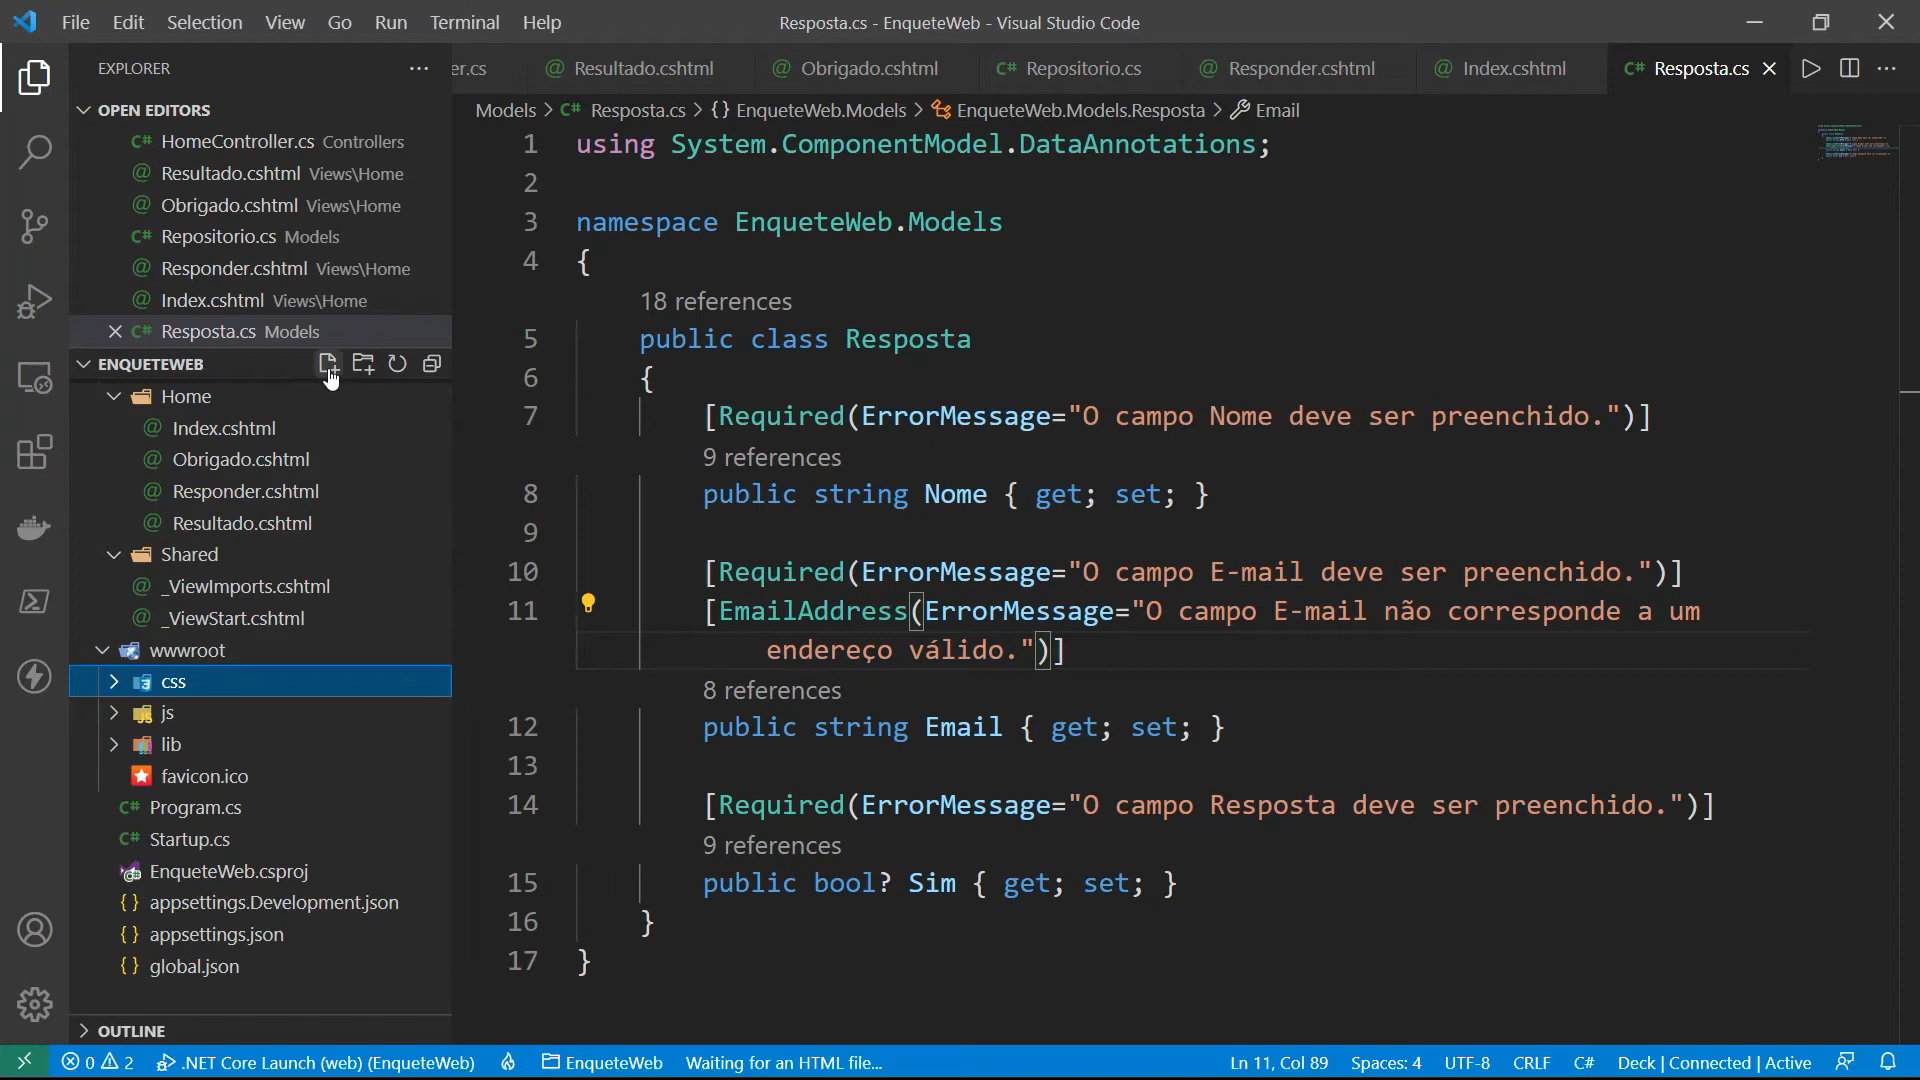 File Edit Selection View Go Run Terminal Help
Resposta.cs - EnqueteWeb - Visual Studio Code
EXPLORER
er.cs Resultado.cshtml Obrigado.cshtml Repositorio.cs Responder.cshtml Index.cshtml Resposta.cs
OPEN EDITORS
HomeController.cs Controllers
Resultado.cshtml Views\Home
Obrigado.cshtml Views\Home
Repositorio.cs Models
Responder.cshtml Views\Home
Index.cshtml Views\Home
Resposta.cs Models
ENQUETEWEB
Home
Index.cshtml
Obrigado.cshtml
Responder.cshtml
Resultado.cshtml
Shared
_ViewImports.cshtml
_ViewStart.cshtml
wwwroot
css
js
lib
favicon.ico
Program.cs
Startup.cs
EnqueteWeb.csproj
appsettings.Development.json
appsettings.json
global.json
OUTLINE
Models > Resposta.cs > {} EnqueteWeb.Models > EnqueteWeb.Models.Resposta > Email
1 using System.ComponentModel.DataAnnotations;
2
3 namespace EnqueteWeb.Models
4 {
18 references
5 public class Resposta
6 {
7 [Required(ErrorMessage="O campo Nome deve ser preenchido.")]
9 references
8 public string Nome { get; set; }
9
10 [Required(ErrorMessage="O campo E-mail deve ser preenchido.")]
11 [EmailAddress(ErrorMessage="O campo E-mail não corresponde a um
endereço válido.")]
8 references
12 public string Email { get; set; }
13
14 [Required(ErrorMessage="O campo Resposta deve ser preenchido.")]
9 references
15 public bool? Sim { get; set; }
16 }
17 }
0 2 .NET Core Launch (web) (EnqueteWeb) EnqueteWeb Waiting for an HTML file... Ln 11, Col 89 Spaces: 4 UTF-8 CRLF C# Deck | Connected | Active